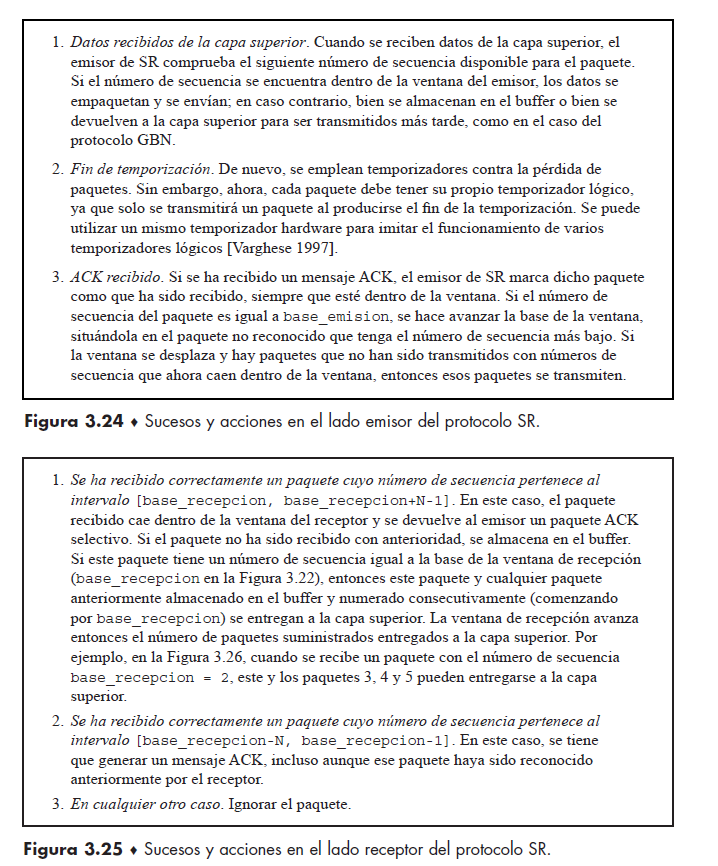 1. Datos recibidos de la capa superior. Cuando se reciben datos de la capa superior, el
emisor de SR comprueba el siguiente número de secuencia disponible para el paquete.
Si el número de secuencia se encuentra dentro de la ventana del emisor, los datos se
empaquetan y se envían; en caso contrario, bien se almacenan en el buffer o bien se
devuelven a la capa superior para ser transmitidos más tarde, como en el caso del
protocolo GBN.
2. Fin de temporización. De nuevo, se emplean temporizadores contra la pérdida de
paquetes. Sin embargo, ahora, cada paquete debe tener su propio temporizador lógico,
ya que solo se transmitirá un paquete al producirse el fin de la temporización. Se puede
utilizar un mismo temporizador hardware para imitar el funcionamiento de varios
temporizadores lógicos [Varghese 1997].
3. ACK recibido. Si se ha recibido un mensaje ACK, el emisor de SR marca dicho paquete
como que ha sido recibido, siempre que esté dentro de la ventana. Si el número de
secuencia del paquete es igual a base_emision, se hace avanzar la base de la ventana,
situándola en el paquete no reconocido que tenga el número de secuencia más bajo. Si
la ventana se desplaza y hay paquetes que no han sido transmitidos con números de
secuencia que ahora caen dentro de la ventana, entonces esos paquetes se transmiten.
Figura 3.24 ♦ Sucesos y acciones en el lado emisor del protocolo SR.
1. Se ha recibido correctamente un paquete cuyo número de secuencia pertenece al
intervalo [base_recepcion, base_recepcion+N-1]. En este caso, el paquete
recibido cae dentro de la ventana del receptor y se devuelve al emisor un paquete ACK
selectivo. Si el paquete no ha sido recibido con anterioridad, se almacena en el buffer.
Si este paquete tiene un número de secuencia igual a la base de la ventana de recepción
(base_recepcion en la Figura 3.22), entonces este paquete y cualquier paquete
anteriormente almacenado en el buffer y numerado consecutivamente (comenzando
por base_recepcion) se entregan a la capa superior. La ventana de recepción avanza
entonces el número de paquetes suministrados entregados a la capa superior. Por
ejemplo, en la Figura 3.26, cuando se recibe un paquete con el número de secuencia
base_recepcion = 2, este y los paquetes 3, 4 y 5 pueden entregarse a la capa
superior.
2. Se ha recibido correctamente un paquete cuyo número de secuencia pertenece al
intervalo [base_recepcion-N, base_recepcion-1]. En este caso, se tiene
que generar un mensaje ACK, incluso aunque ese paquete haya sido reconocido
anteriormente por el receptor.
3. En cualquier otro caso. Ignorar el paquete.
Figura 3.25 ♦ Sucesos y acciones en el lado receptor del protocolo SR.